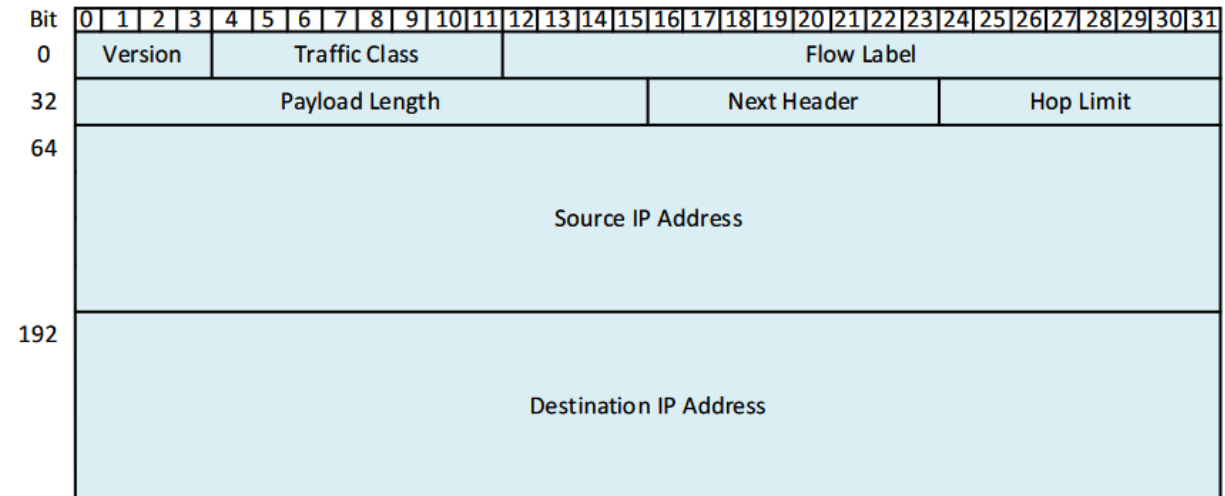 Bit 0 1 2 3 4 5 6 7 8 9 10 11 12 13 14 15 16 17 18 19 20 21 22 23 24 25 26 27 28 29 30 31
0 Version Traffic Class Flow Label
32 Payload Length Next Header Hop Limit
64
Source IP Address
192
Destination IP Address